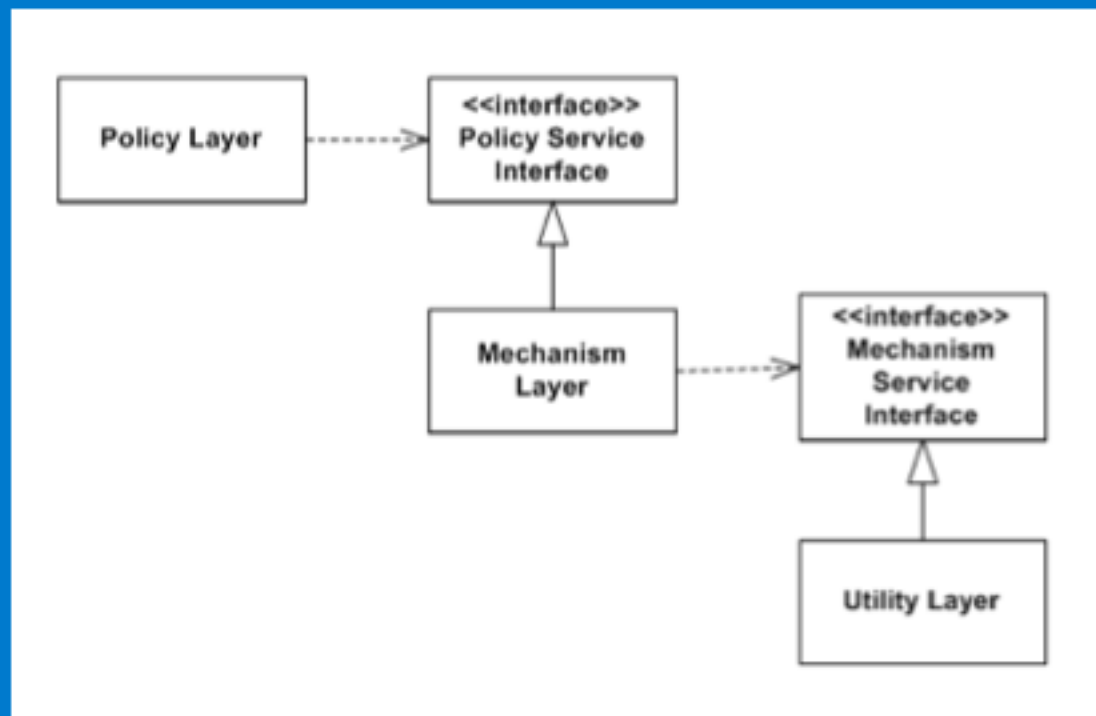 Policy Layer
<<interface>>
Policy Service
Interface
Mechanism
Layer
<<interface>>
Mechanism
Service
Interface
Utility Layer